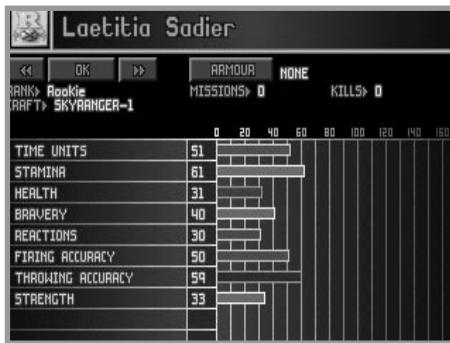 R
Laetitia Sadier
<< OK >> ARMOUR NONE
RANK> Rookie MISSIONS> 0 KILLS> 0
CRAFT> SKYRANGER-1
0 20 40 60 80 100 120 140 160
TIME UNITS 51
STAMINA 61
HEALTH 31
BRAVERY 40
REACTIONS 30
FIRING ACCURACY 50
THROWING ACCURACY 59
STRENGTH 33